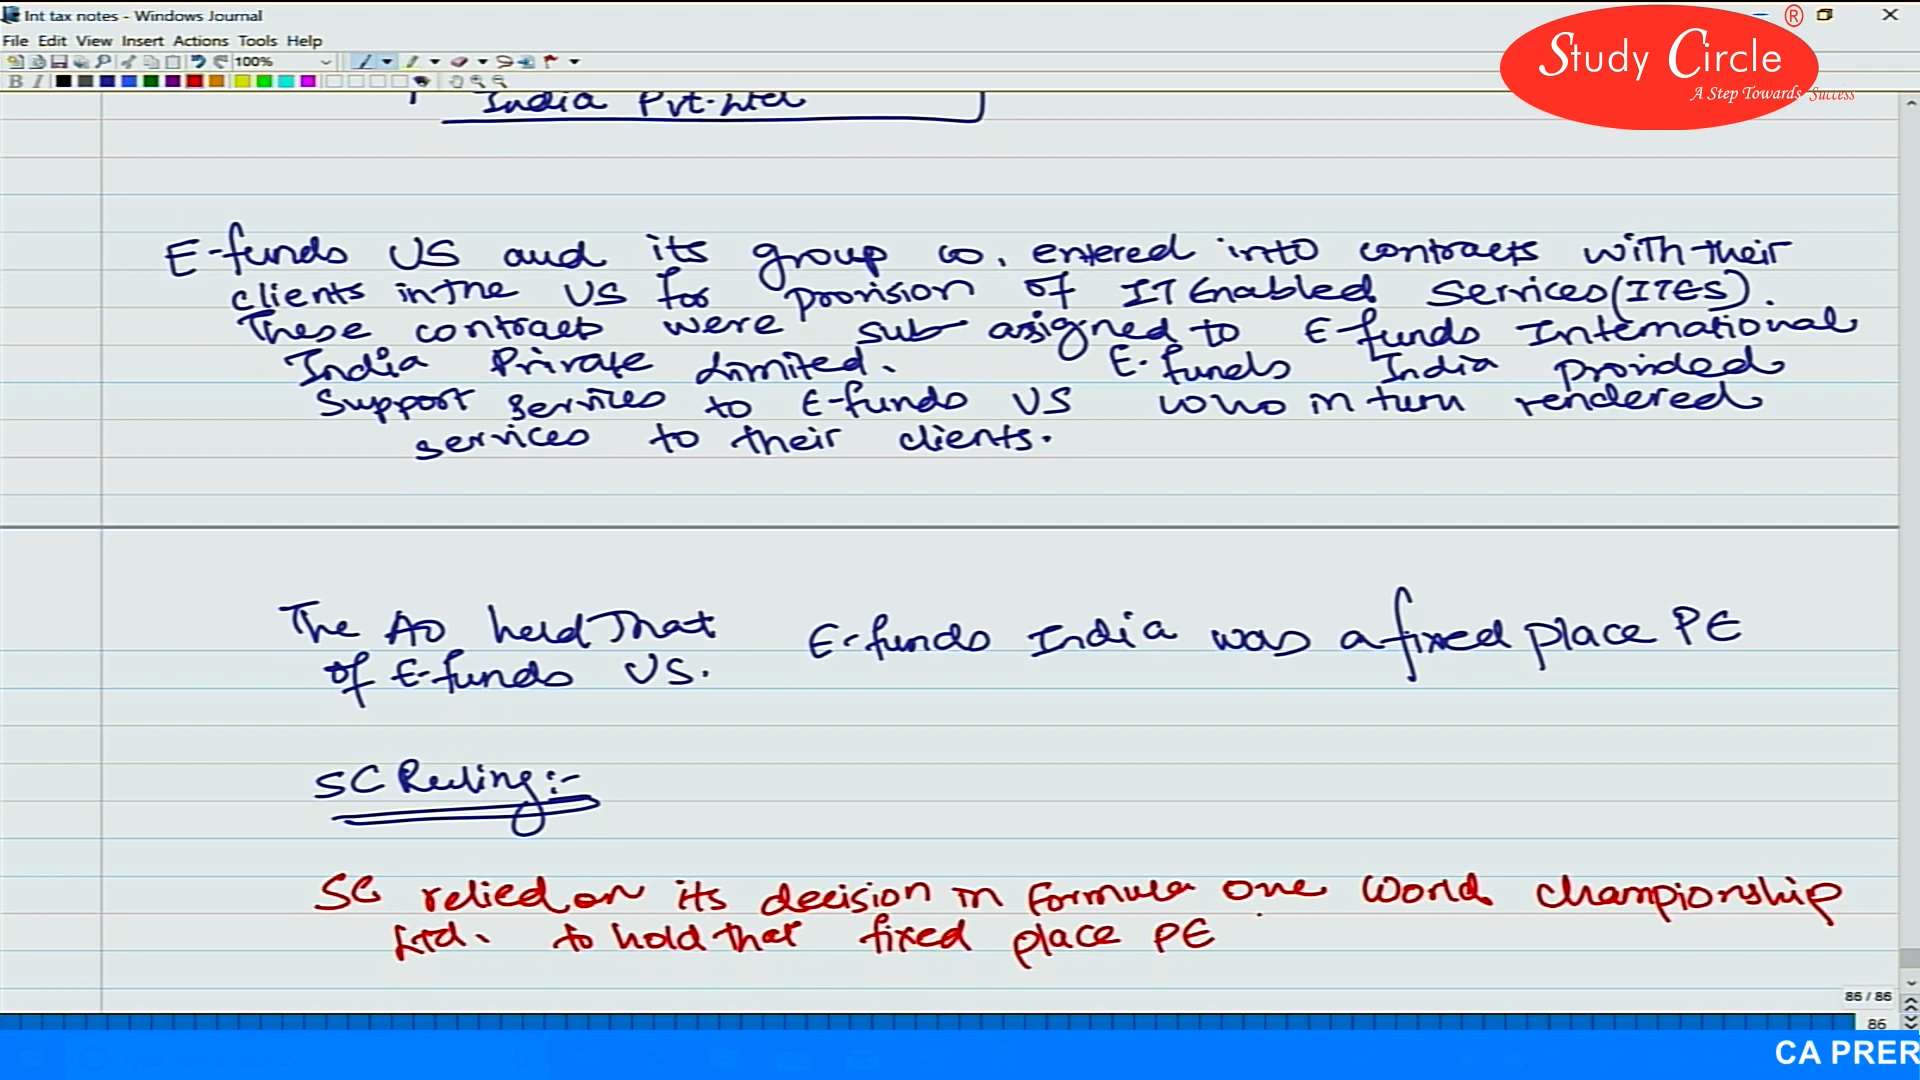 Int tax notes - Windows Journal
File Edit View Insert Actions Tools Help
100%
B I
Study Circle ®
A Step Towards Success
India Pvt. Ltd
E-funds US and its group co. entered into contracts with their
clients in the US for provision of IT Enabled Services (ITES).
These contracts were sub assigned to E-funds International
India Private Limited. E-funds India provided
Support services to E-funds US who in turn rendered
services to their clients.
The AO held that E-funds India was a fixed place PE
of E-funds US.
SC Ruling:-
SC relied on its decision in Formula One World Championship
Ltd. to hold that fixed place PE
86 / 86
86
CA PRER